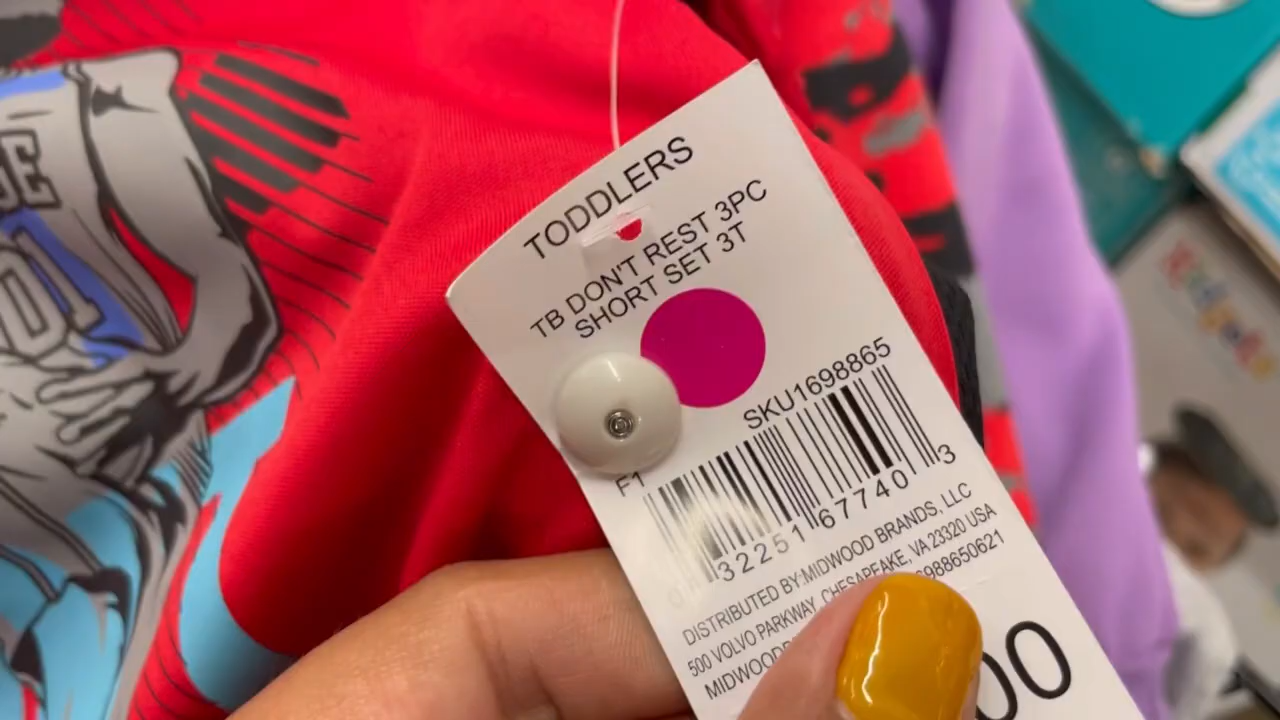 TODDLERS
TB DON'T REST 3PC
SHORT SET 3T
SKU1698865
F1
32251 67740 3
DISTRIBUTED BY:MIDWOOD BRANDS, LLC
500 VOLVO PARKWAY, CHESAPEAKE, VA 23320 USA
988650621
00